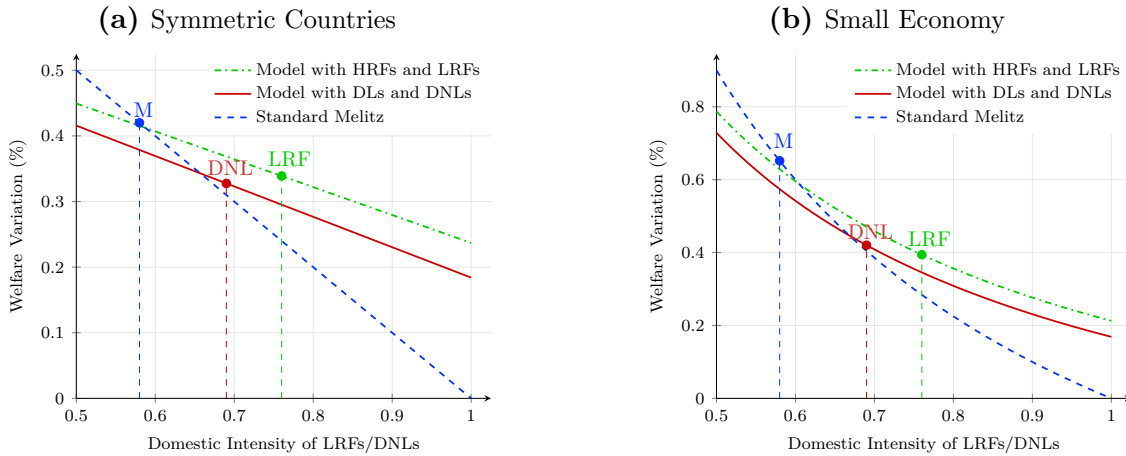 (a) Symmetric Countries
Welfare Variation (%)
0.5
0.4
0.3
0.2
0.1
0
Model with HRFs and LRFs
Model with DLs and DNLs
Standard Melitz
M
DNL
LRF
0.5 0.6 0.7 0.8 0.9 1
Domestic Intensity of LRFs/DNLs
(b) Small Economy
Welfare Variation (%)
0.8
0.6
0.4
0.2
0
Model with HRFs and LRFs
Model with DLs and DNLs
Standard Melitz
M
DNL
LRF
0.5 0.6 0.7 0.8 0.9 1
Domestic Intensity of LRFs/DNLs